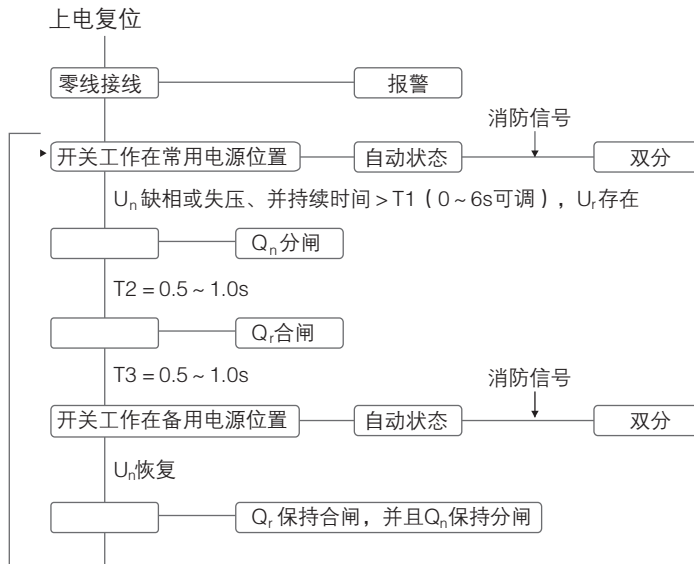 上电复位
零线接线 报警
消防信号
开关工作在常用电源位置 自动状态 双分
Uₙ缺相或失压、并持续时间>T1（0~6s可调），Uᵣ存在
Qₙ分闸
T2=0.5~1.0s
Qᵣ合闸
T3=0.5~1.0s
消防信号
开关工作在备用电源位置 自动状态 双分
Uₙ恢复
Qᵣ保持合闸，并且Qₙ保持分闸